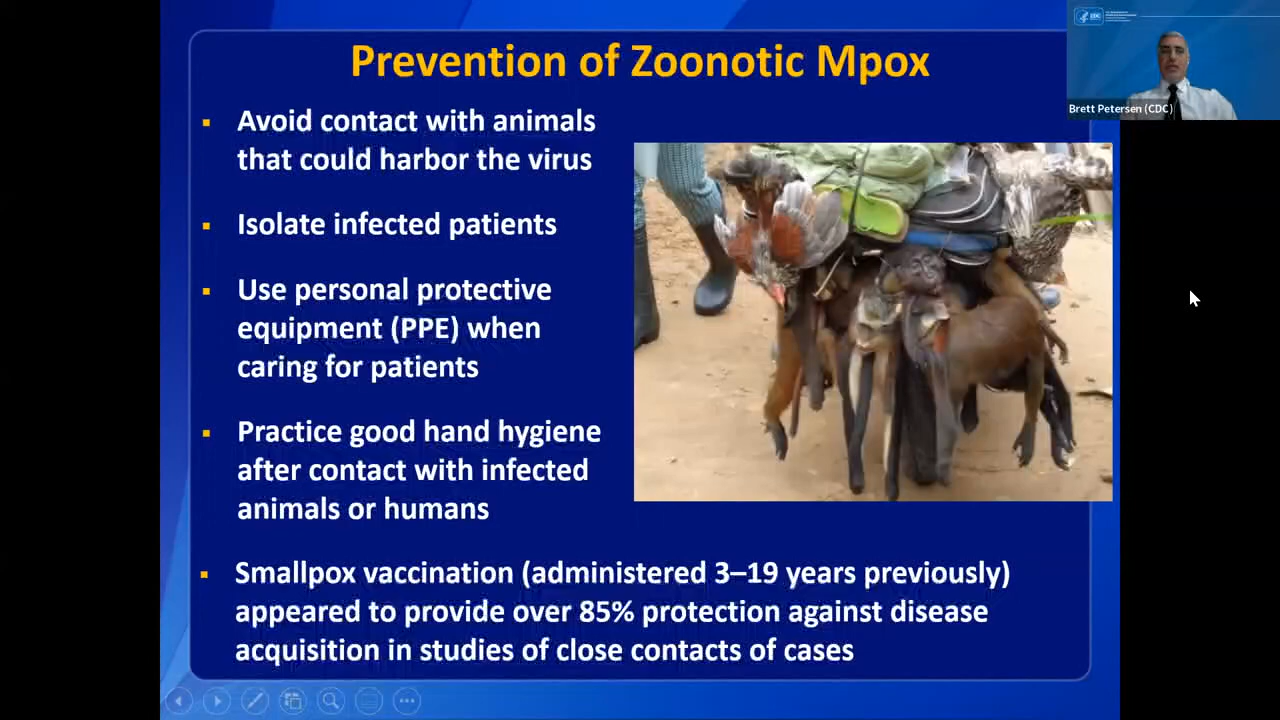 Prevention of Zoonotic Mpox
▪ Avoid contact with animals
that could harbor the virus
▪ Isolate infected patients
▪ Use personal protective
equipment (PPE) when
caring for patients
▪ Practice good hand hygiene
after contact with infected
animals or humans
▪ Smallpox vaccination (administered 3–19 years previously)
appeared to provide over 85% protection against disease
acquisition in studies of close contacts of cases
CDC
Brett Petersen (CDC)